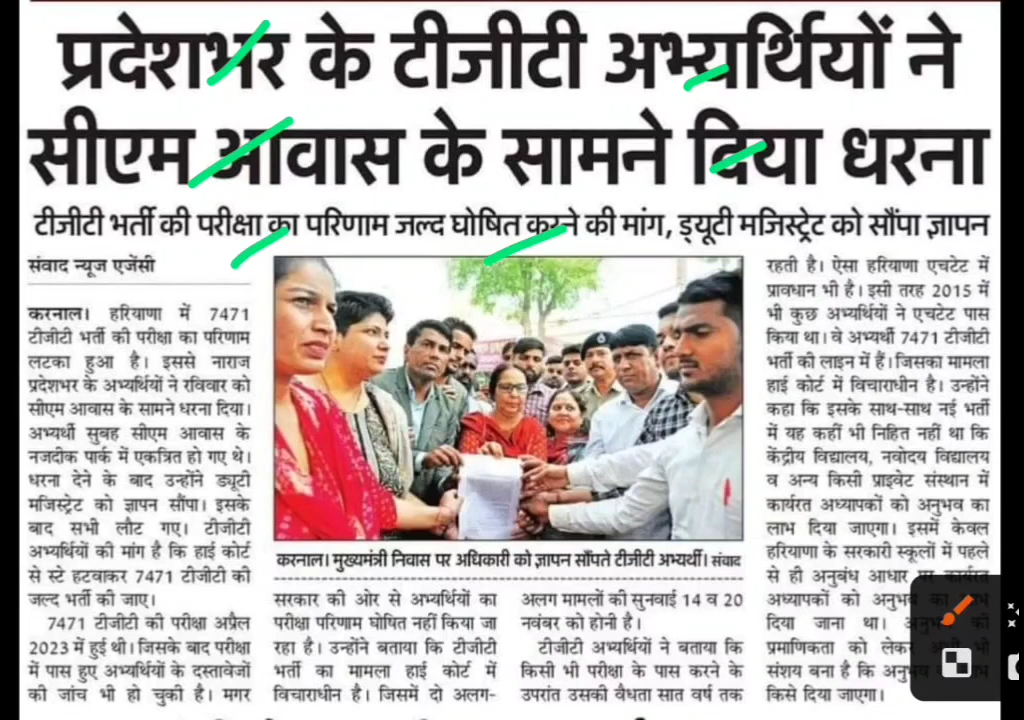 प्रदेशभर के टीजीटी अभ्यर्थियों ने
सीएम आवास के सामने दिया धरना
टीजीटी भर्ती की परीक्षा का परिणाम जल्द घोषित करने की मांग, ड्यूटी मजिस्ट्रेट को सौंपा ज्ञापन
संवाद न्यूज एजेंसी
करनाल। हरियाणा में 7471
टीजीटी भर्ती की परीक्षा का परिणाम
लटका हुआ है। इससे नाराज
प्रदेशभर के अभ्यर्थियों ने रविवार को
सीएम आवास के सामने धरना दिया।
अभ्यर्थी सुबह सीएम आवास के
नजदीक पार्क में एकत्रित हो गए थे।
धरना देने के बाद उन्होंने ड्यूटी
मजिस्ट्रेट को ज्ञापन सौंपा। इसके
बाद सभी लौट गए। टीजीटी
अभ्यर्थियों की मांग है कि हाई कोर्ट
से स्टे हटवाकर 7471 टीजीटी की
जल्द भर्ती की जाए।
7471 टीजीटी की परीक्षा अप्रैल
2023 में हुई थी। जिसके बाद परीक्षा
में पास हुए अभ्यर्थियों के दस्तावेजों
की जांच भी हो चुकी है। मगर
करनाल। मुख्यमंत्री निवास पर अधिकारी को ज्ञापन सौंपते टीजीटी अभ्यर्थी। संवाद
सरकार की ओर से अभ्यर्थियों का
परीक्षा परिणाम घोषित नहीं किया जा
रहा है। उन्होंने बताया कि टीजीटी
भर्ती का मामला हाई कोर्ट में
विचाराधीन है। जिसमें दो अलग-
अलग मामलों की सुनवाई 14 व 20
नवंबर को होनी है।
टीजीटी अभ्यर्थियों ने बताया कि
किसी भी परीक्षा के पास करने के
उपरांत उसकी वैधता सात वर्ष तक
रहती है। ऐसा हरियाणा एचटेट में
प्रावधान भी है। इसी तरह 2015 में
भी कुछ अभ्यर्थियों ने एचटेट पास
किया था। वे अभ्यर्थी 7471 टीजीटी
भर्ती की लाइन में हैं। जिसका मामला
हाई कोर्ट में विचाराधीन है। उन्होंने
कहा कि इसके साथ-साथ नई भर्ती
में यह कहीं भी निहित नहीं था कि
केंद्रीय विद्यालय, नवोदय विद्यालय
व अन्य किसी प्राइवेट संस्थान में
कार्यरत अध्यापकों को अनुभव का
लाभ दिया जाएगा। इसमें केवल
हरियाणा के सरकारी स्कूलों में पहले
से ही अनुबंध आधार पर कार्यरत
अध्यापकों को अनुभव का लाभ
दिया जाना था। अनुभव की
प्रमाणिकता को लेकर अभी भी
संशय बना है कि अनुभव का लाभ
किसे दिया जाएगा।